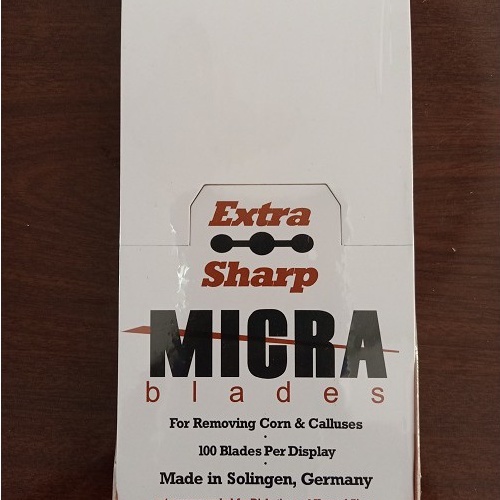 Extra
Sharp
MICRA
blades
For Removing Corn & Calluses
100 Blades Per Display
Made in Solingen, Germany